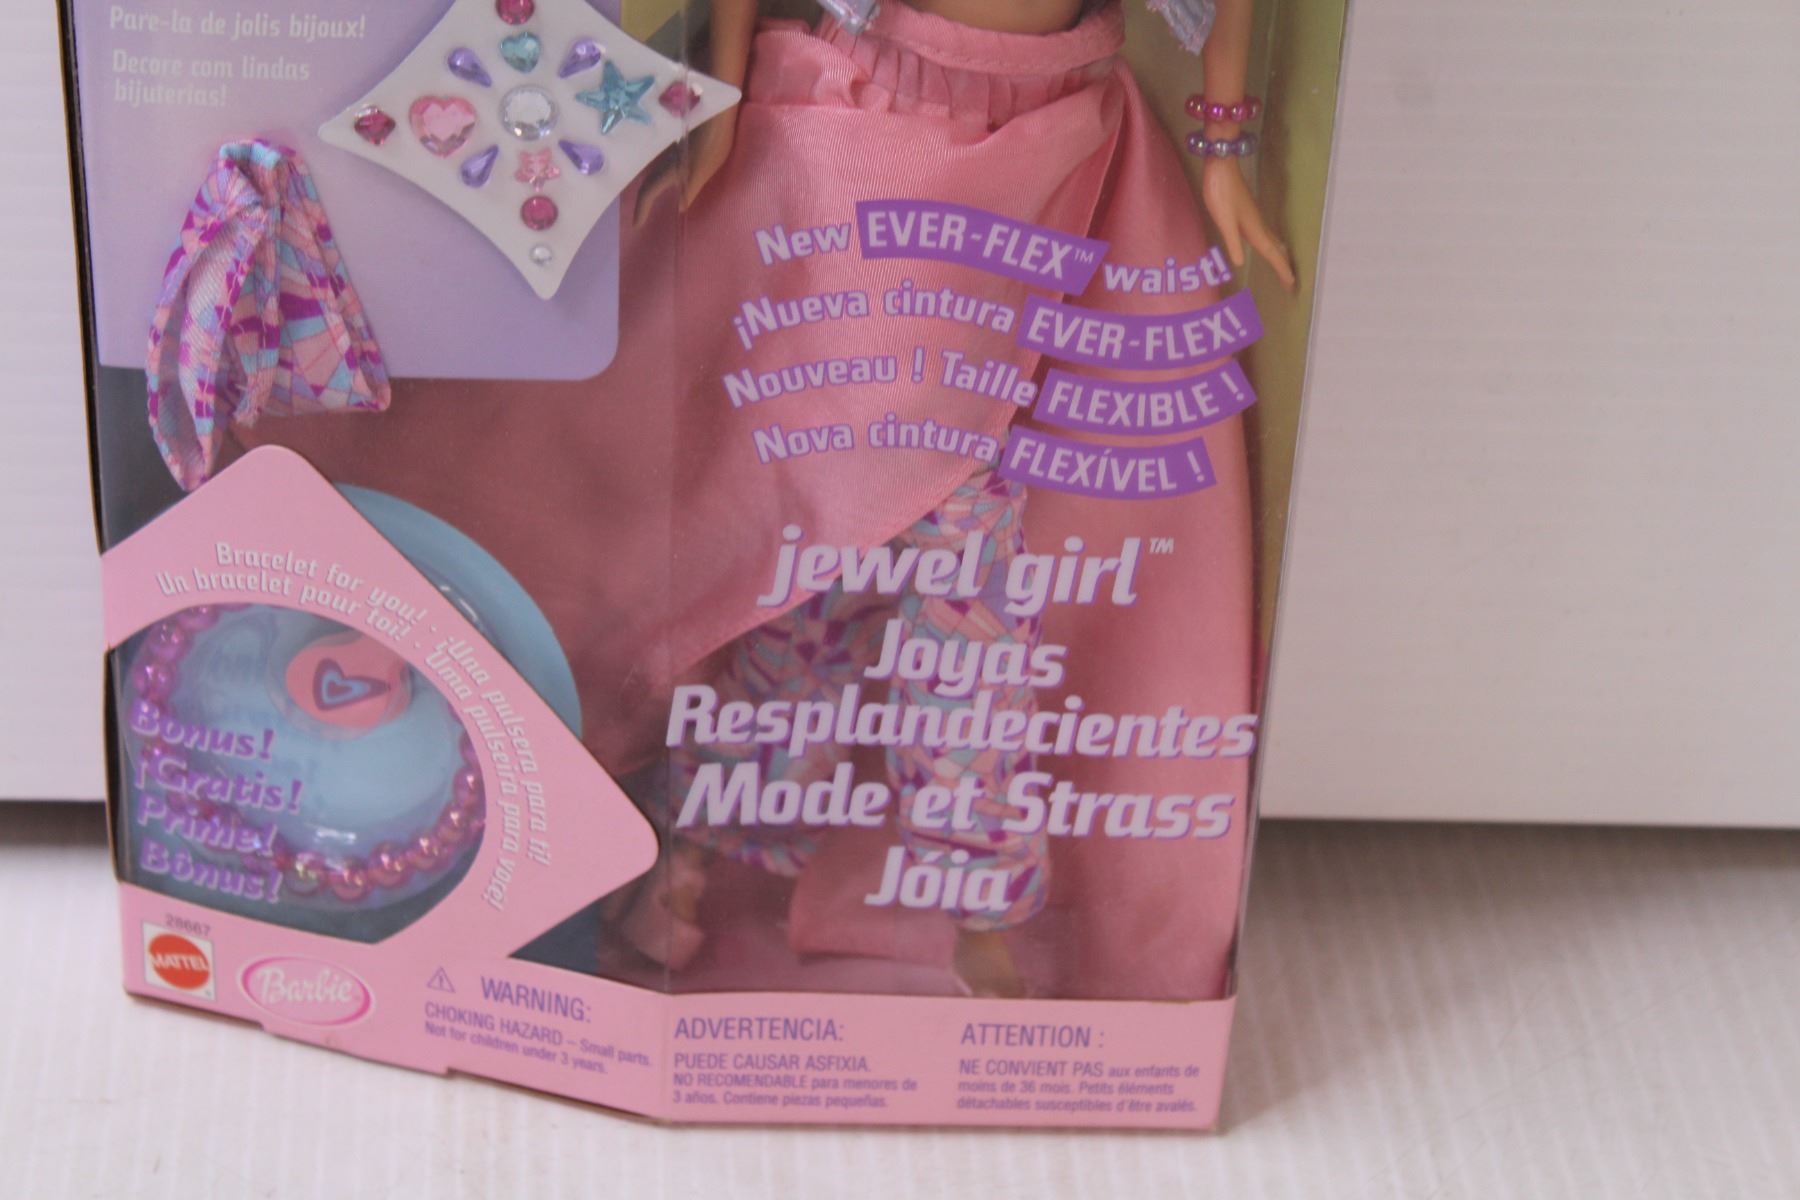 Pare-la de jolis bijoux!
Decore com lindas
bijuterias!
New EVER-FLEX™ waist!
¡Nueva cintura EVER-FLEX!
Nouveau ! Taille FLEXIBLE !
Nova cintura FLEXÍVEL !
jewel girl™
Joyas
Resplandecientes
Mode et Strass
Jóia
Bracelet for you! · ¡Una pulsera para ti!
Un bracelet pour toi! · Uma pulseira para você!
Bonus!
¡Gratis!
Prime!
Bônus!
28667
MATTEL
Barbie
WARNING:
CHOKING HAZARD – Small parts.
Not for children under 3 years.
ADVERTENCIA:
PUEDE CAUSAR ASFIXIA.
NO RECOMENDABLE para menores de
3 años. Contiene piezas pequeñas.
ATTENTION :
NE CONVIENT PAS aux enfants de
moins de 36 mois. Petits éléments
détachables susceptibles d'être avalés.